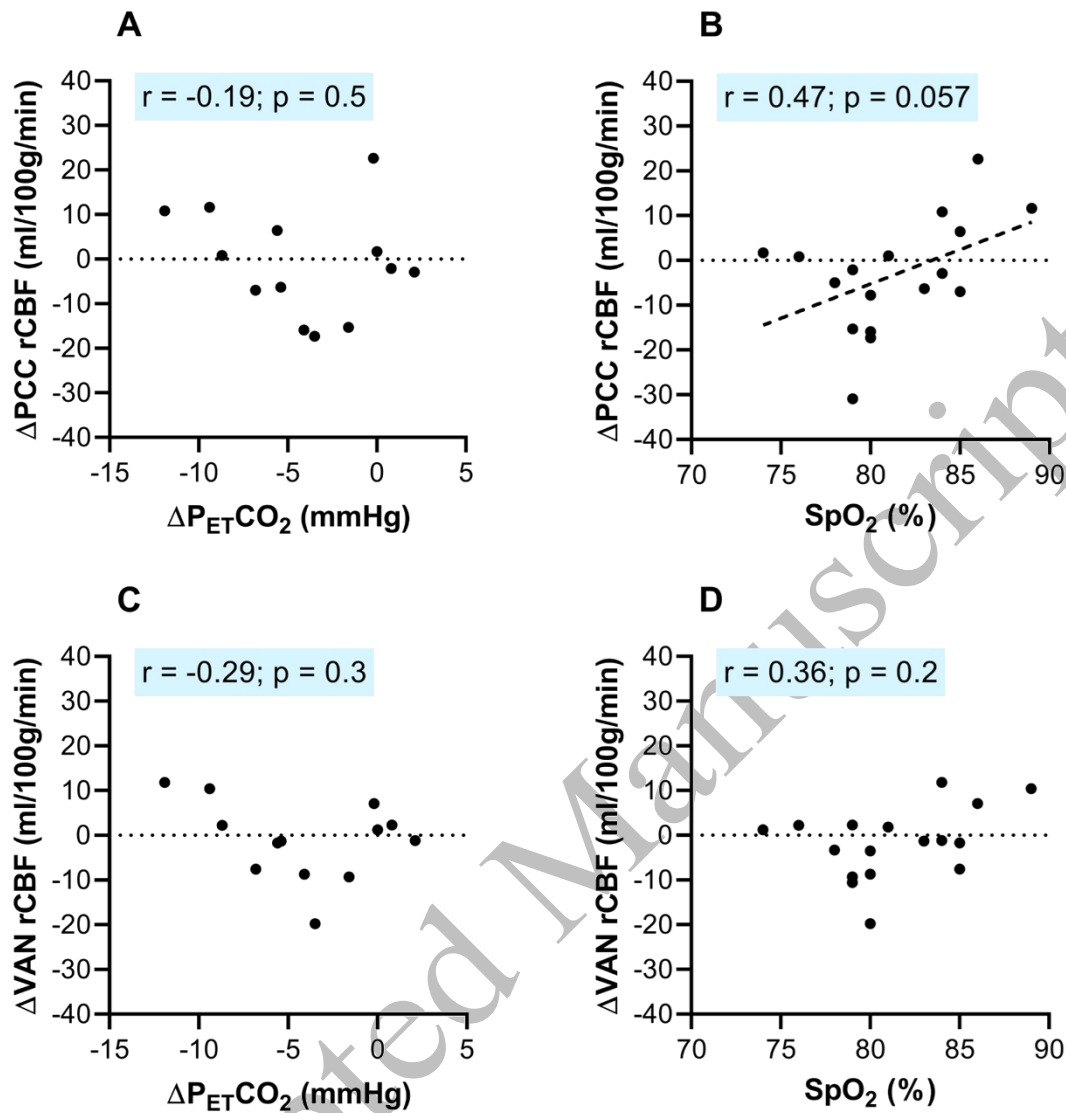 A
r = -0.19; p = 0.5
ΔPCC rCBF (ml/100g/min)
40
30
20
10
0
-10
-20
-30
-40
-15 -10 -5 0 5
ΔPETCO2 (mmHg)
B
r = 0.47; p = 0.057
ΔPCC rCBF (ml/100g/min)
40
30
20
10
0
-10
-20
-30
-40
70 75 80 85 90
SpO2 (%)
C
r = -0.29; p = 0.3
ΔVAN rCBF (ml/100g/min)
40
30
20
10
0
-10
-20
-30
-40
-15 -10 -5 0 5
ΔPETCO2 (mmHg)
D
r = 0.36; p = 0.2
ΔVAN rCBF (ml/100g/min)
40
30
20
10
0
-10
-20
-30
-40
70 75 80 85 90
SpO2 (%)
nted Manuscript